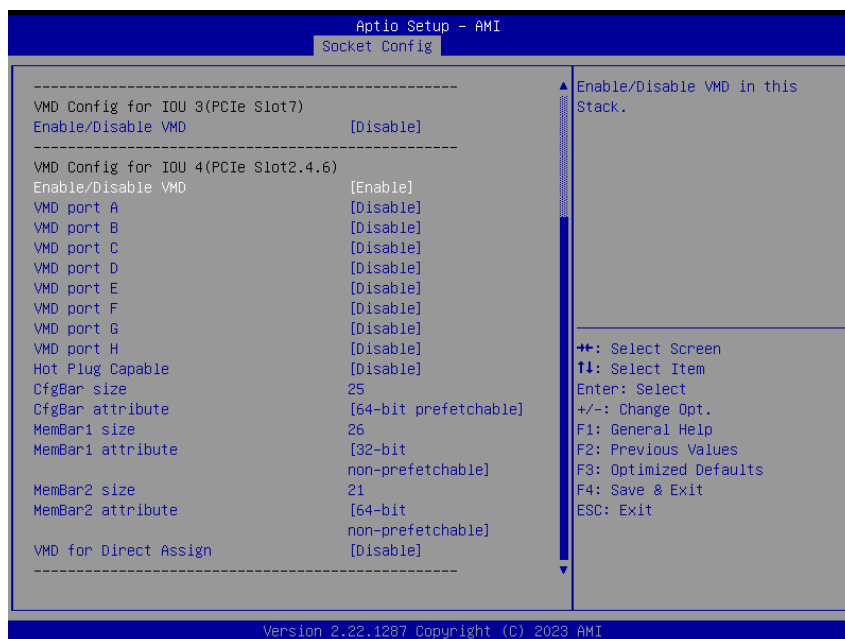 Aptio Setup - AMI
Socket Config
------------------------------------------------
VMD Config for IOU 3(PCIe Slot7)
Enable/Disable VMD [Disable]
------------------------------------------------
VMD Config for IOU 4(PCIe Slot2.4.6)
Enable/Disable VMD [Enable]
VMD port A [Disable]
VMD port B [Disable]
VMD port C [Disable]
VMD port D [Disable]
VMD port E [Disable]
VMD port F [Disable]
VMD port G [Disable]
VMD port H [Disable]
Hot Plug Capable [Disable]
CfgBar size 25
CfgBar attribute [64-bit prefetchable]
MemBar1 size 26
MemBar1 attribute [32-bit
non-prefetchable]
MemBar2 size 21
MemBar2 attribute [64-bit
non-prefetchable]
VMD for Direct Assign [Disable]
------------------------------------------------
Enable/Disable VMD in this
Stack.
→←: Select Screen
↑↓: Select Item
Enter: Select
+/-: Change Opt.
F1: General Help
F2: Previous Values
F3: Optimized Defaults
F4: Save & Exit
ESC: Exit
Version 2.22.1287 Copyright (C) 2023 AMI